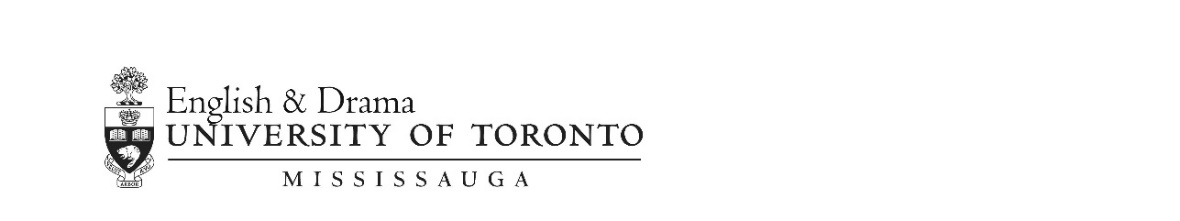 English & Drama
UNIVERSITY OF TORONTO
MISSISSAUGA